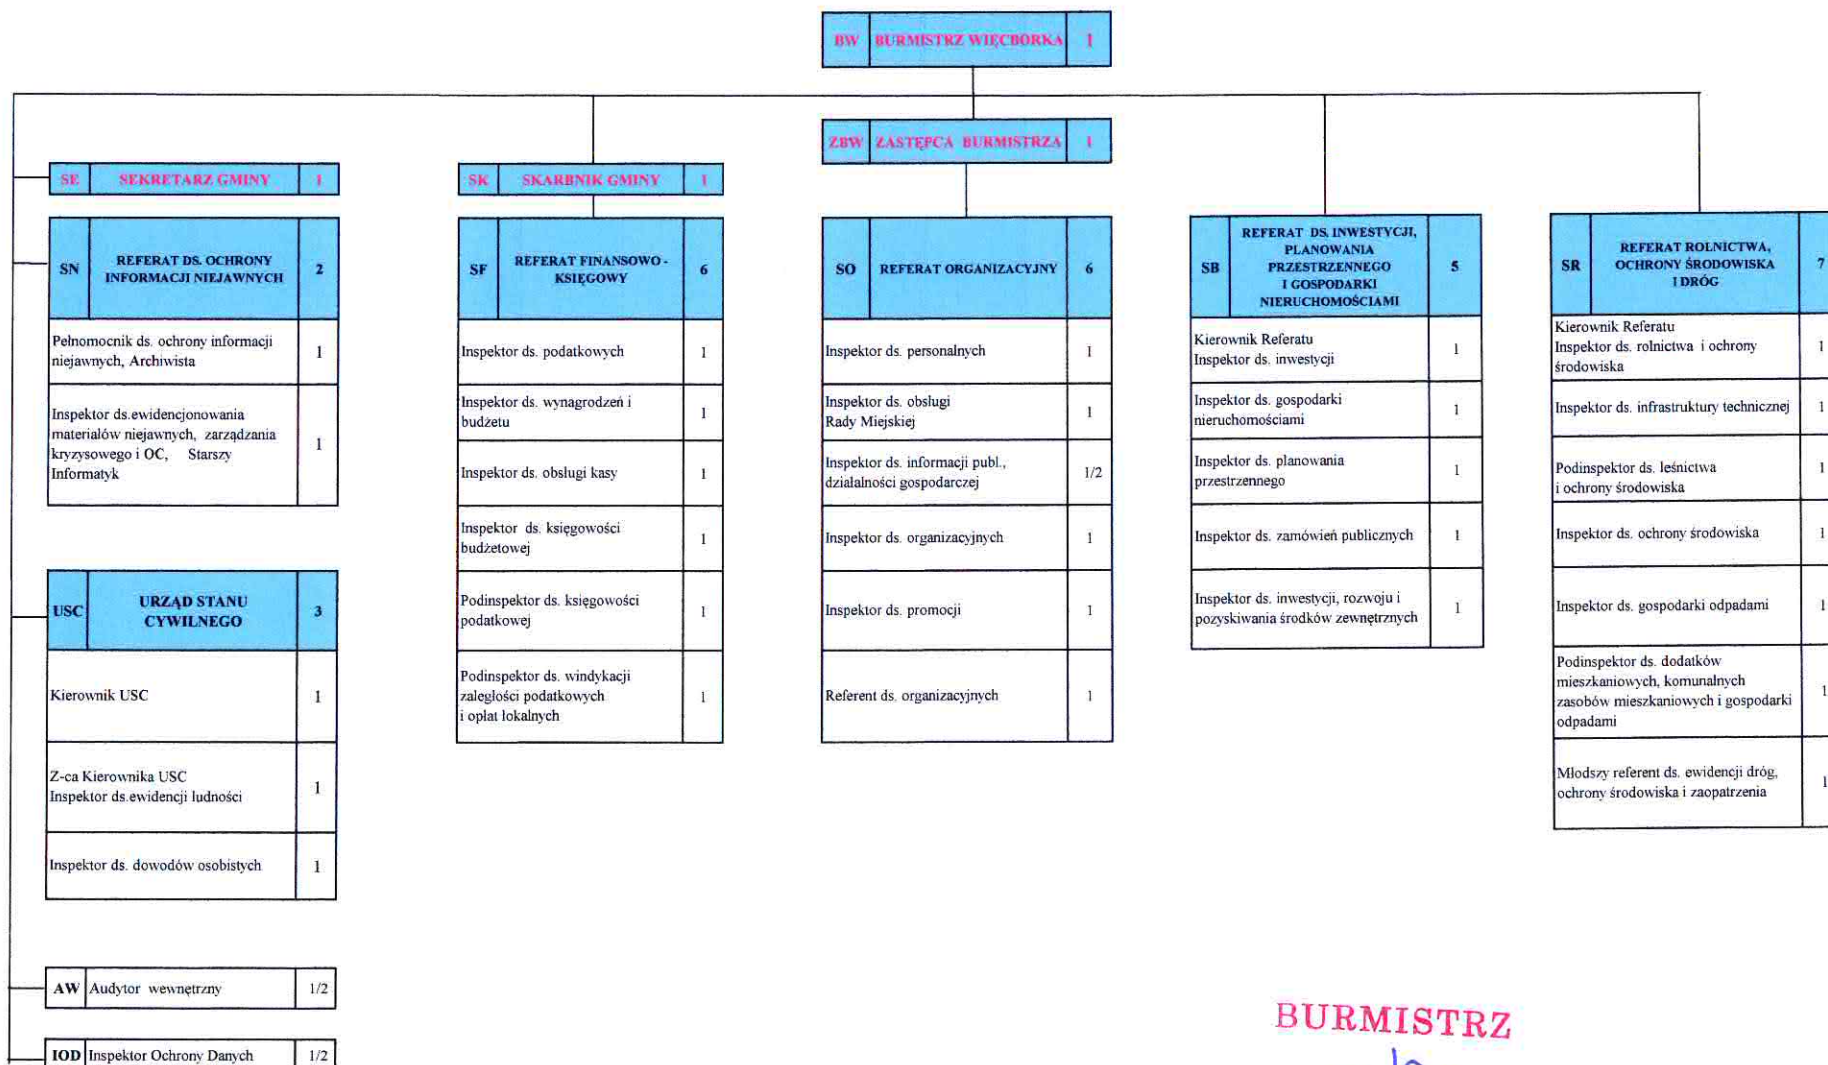 BW BURMISTRZ WIĘCBORKA 1
ZBW ZASTĘPCA BURMISTRZA 1
SE SEKRETARZ GMINY 1
SN REFERAT DS. OCHRONY
INFORMACJI NIEJAWNYCH 2
Pełnomocnik ds. ochrony informacji
niejawnych, Archiwista 1
Inspektor ds.ewidencjonowania
materiałów niejawnych, zarządzania
kryzysowego i OC, Starszy
Informatyk 1
USC URZĄD STANU
CYWILNEGO 3
Kierownik USC 1
Z-ca Kierownika USC
Inspektor ds.ewidencji ludności 1
Inspektor ds. dowodów osobistych 1
AW Audytor wewnętrzny 1/2
IOD Inspektor Ochrony Danych 1/2
SK SKARBNIK GMINY 1
SF REFERAT FINANSOWO -
KSIĘGOWY 6
Inspektor ds. podatkowych 1
Inspektor ds. wynagrodzeń i
budżetu 1
Inspektor ds. obsługi kasy 1
Inspektor ds. księgowości
budżetowej 1
Podinspektor ds. księgowości
podatkowej 1
Podinspektor ds. windykacji
zaległości podatkowych
i opłat lokalnych 1
SO REFERAT ORGANIZACYJNY 6
Inspektor ds. personalnych 1
Inspektor ds. obsługi
Rady Miejskiej 1
Inspektor ds. informacji publ.,
działalności gospodarczej 1/2
Inspektor ds. organizacyjnych 1
Inspektor ds. promocji 1
Referent ds. organizacyjnych 1
SB REFERAT DS. INWESTYCJI,
PLANOWANIA
PRZESTRZENNEGO
I GOSPODARKI
NIERUCHOMOŚCIAMI 5
Kierownik Referatu
Inspektor ds. inwestycji 1
Inspektor ds. gospodarki
nieruchomościami 1
Inspektor ds. planowania
przestrzennego 1
Inspektor ds. zamówień publicznych 1
Inspektor ds. inwestycji, rozwoju i
pozyskiwania środków zewnętrznych 1
SR REFERAT ROLNICTWA,
OCHRONY ŚRODOWISKA
I DRÓG 7
Kierownik Referatu
Inspektor ds. rolnictwa i ochrony
środowiska 1
Inspektor ds. infrastruktury technicznej 1
Podinspektor ds. leśnictwa
i ochrony środowiska 1
Inspektor ds. ochrony środowiska 1
Inspektor ds. gospodarki odpadami 1
Podinspektor ds. dodatków
mieszkaniowych, komunalnych
zasobów mieszkaniowych i gospodarki
odpadami 1
Młodszy referent ds. ewidencji dróg,
ochrony środowiska i zaopatrzenia 1
BURMISTRZ